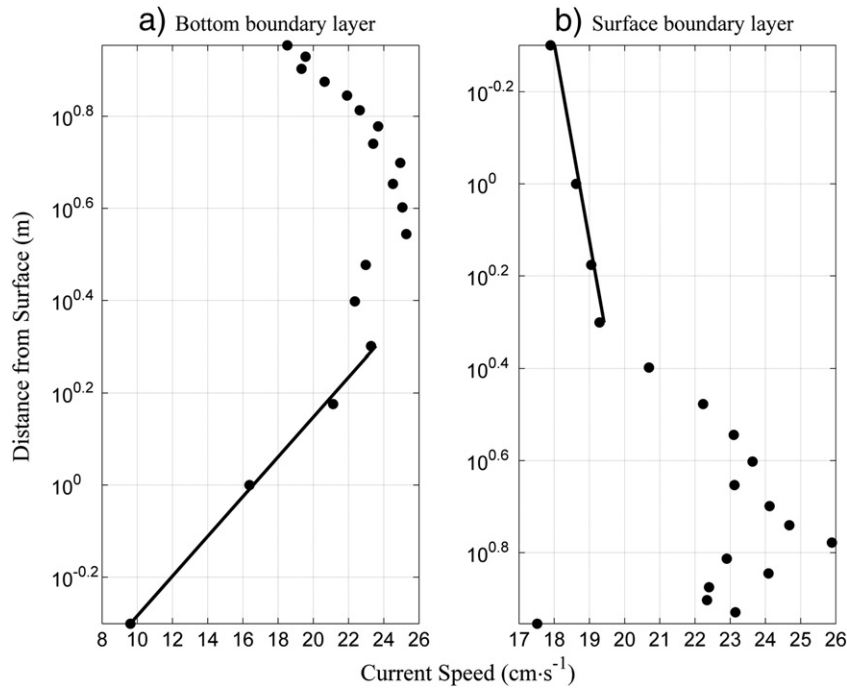 a) Bottom boundary layer
b) Surface boundary layer
Distance from Surface (m)
10^0.8
10^0.6
10^0.4
10^0.2
10^0
10^-0.2
8 10 12 14 16 18 20 22 24 26
10^-0.2
10^0
10^0.2
10^0.4
10^0.6
10^0.8
17 18 19 20 21 22 23 24 25 26
Current Speed (cm·s^-1)